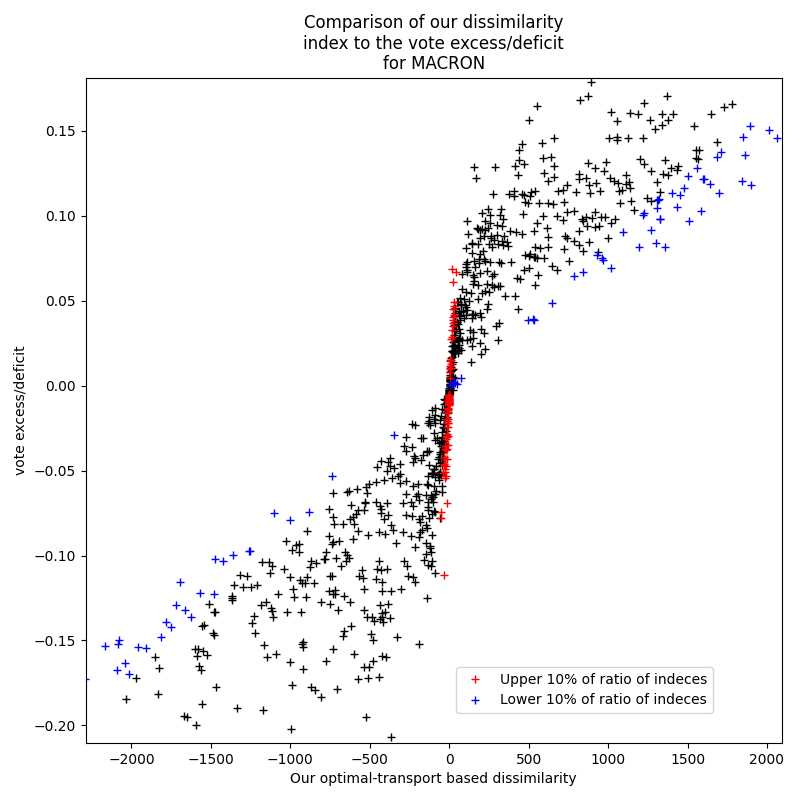 Comparison of our dissimilarity
index to the vote excess/deficit
for MACRON
0.15
0.10
0.05
0.00
−0.05
−0.10
−0.15
−0.20
vote excess/deficit
Upper 10% of ratio of indeces
Lower 10% of ratio of indeces
−2000 −1500 −1000 −500 0 500 1000 1500 2000
Our optimal-transport based dissimilarity